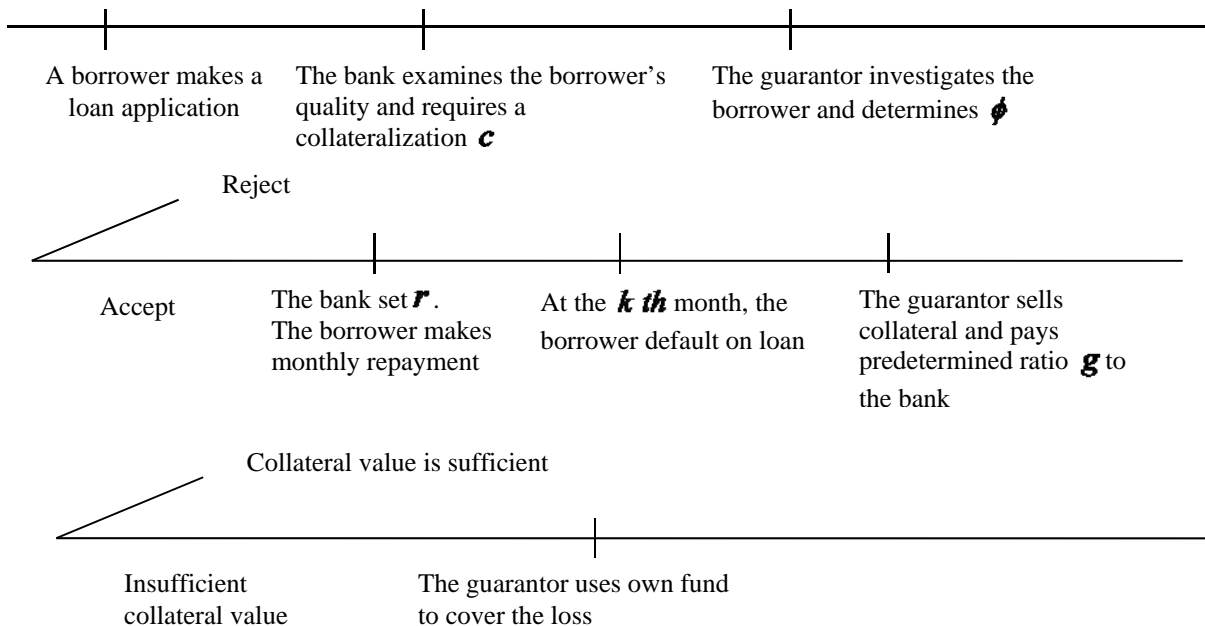 A borrower makes a
loan application
The bank examines the borrower's
quality and requires a
collateralization c
The guarantor investigates the
borrower and determines ϕ
Reject
Accept
The bank set r .
The borrower makes
monthly repayment
At the k th month, the
borrower default on loan
The guarantor sells
collateral and pays
predetermined ratio g to
the bank
Collateral value is sufficient
Insufficient
collateral value
The guarantor uses own fund
to cover the loss